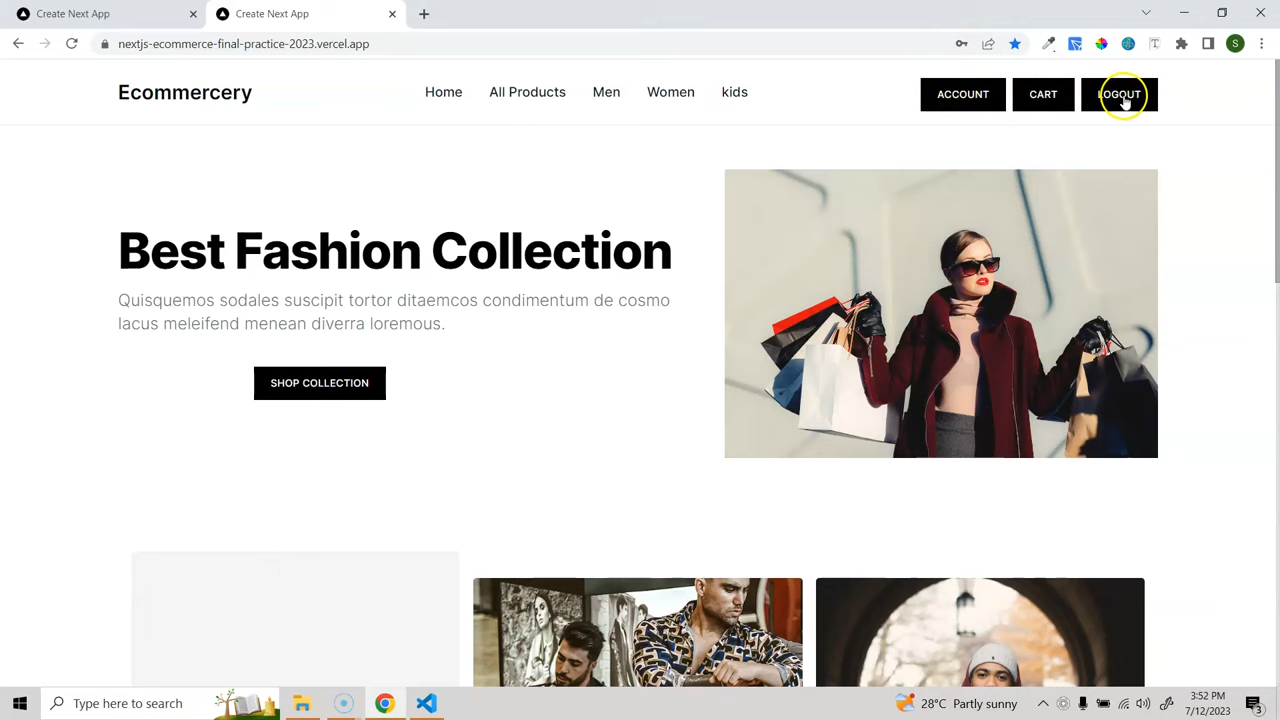 Create Next App
Create Next App
nextjs-ecommerce-final-practice-2023.vercel.app
S
Ecommercery
Home
All Products
Men
Women
kids
ACCOUNT
CART
LOGOUT
Best Fashion Collection
Quisquemos sodales suscipit tortor ditaemcos condimentum de cosmo
lacus meleifend menean diverra loremous.
SHOP COLLECTION
Type here to search
28°C Partly sunny
3:52 PM
7/12/2023
3